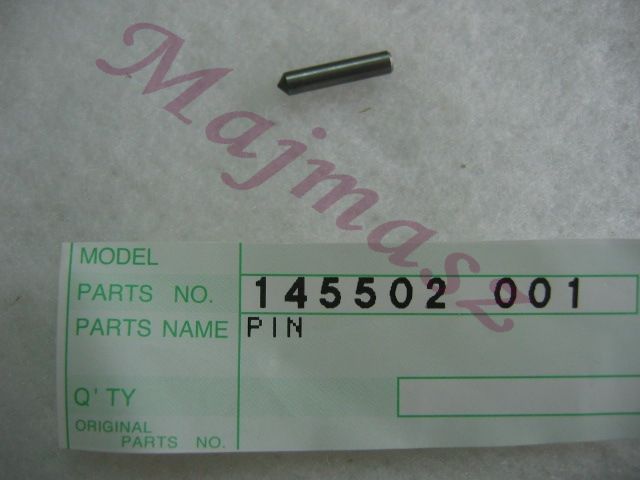 Majmasz
MODEL
PARTS NO. 145502 001
PARTS NAME PIN
Q'TY
ORIGINAL
PARTS NO.